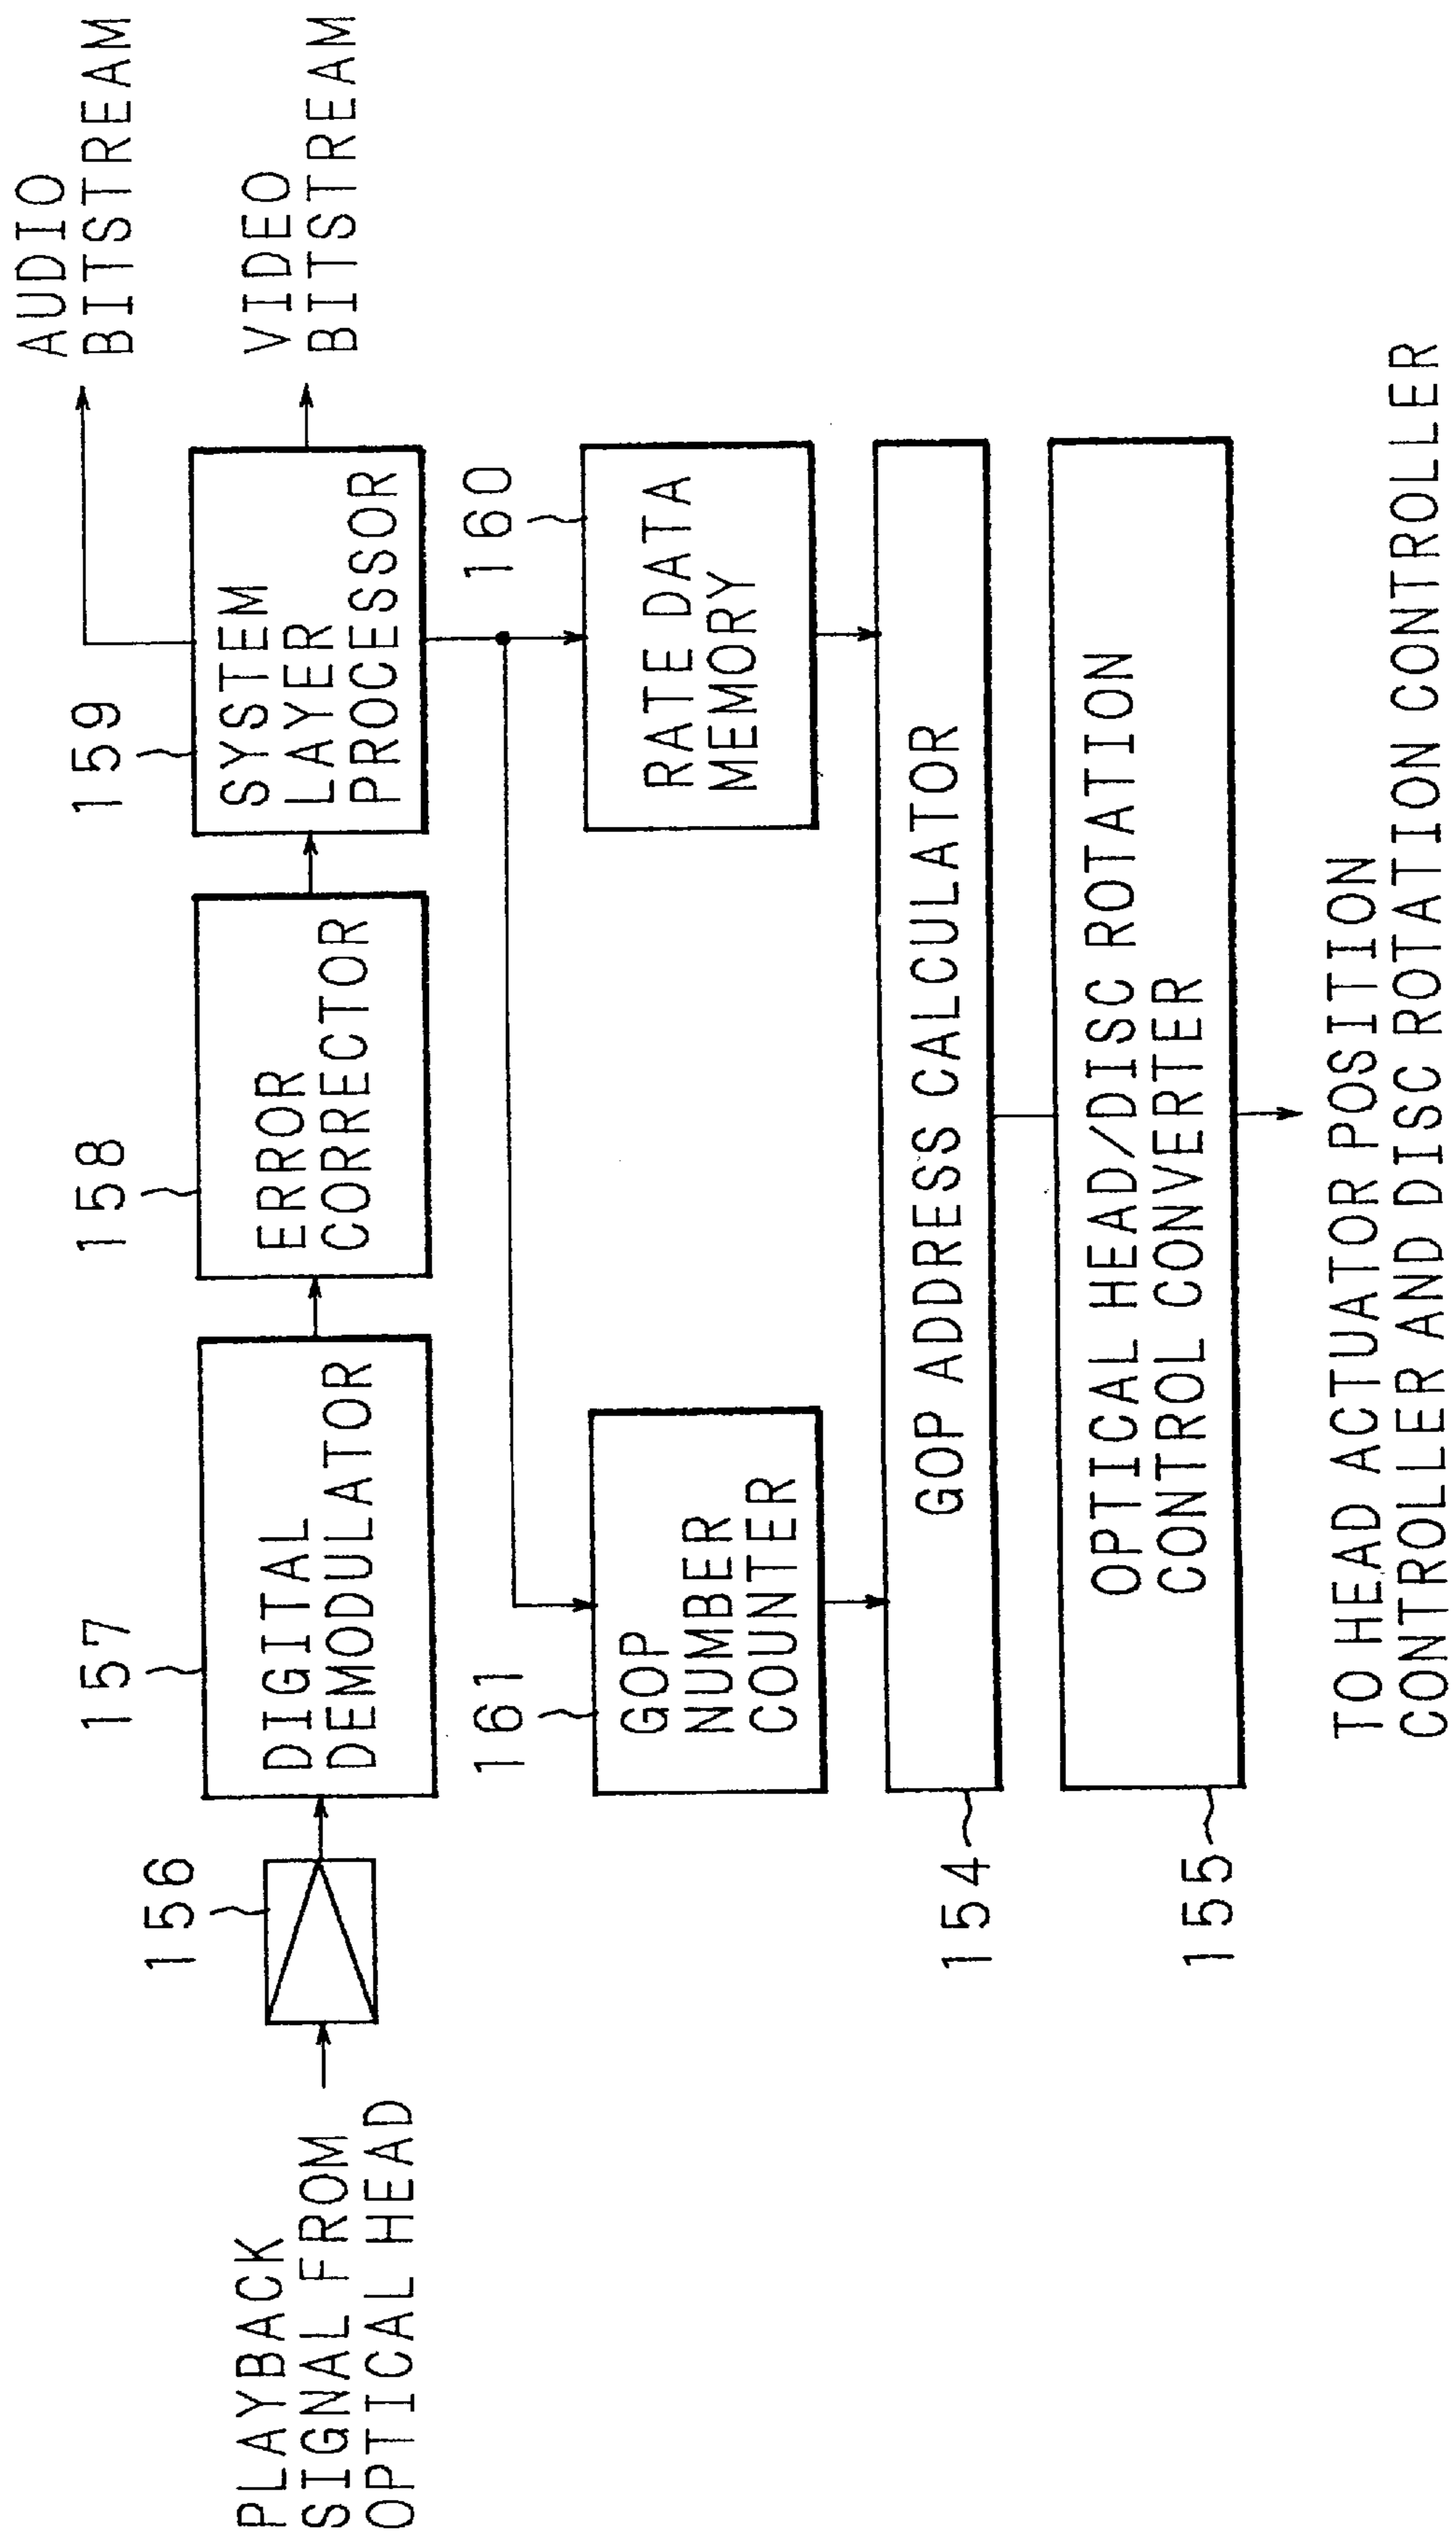 AUDIO
BITSTREAM
VIDEO
BITSTREAM
159
SYSTEM
LAYER
PROCESSOR
158
ERROR
CORRECTOR
157
DIGITAL
DEMODULATOR
156
PLAYBACK
SIGNAL FROM
OPTICAL HEAD
160
RATE DATA
MEMORY
161
GOP
NUMBER
COUNTER
GOP ADDRESS CALCULATOR
154
OPTICAL HEAD/DISC ROTATION
CONTROL CONVERTER
155
TO HEAD ACTUATOR POSITION
CONTROLLER AND DISC ROTATION CONTROLLER